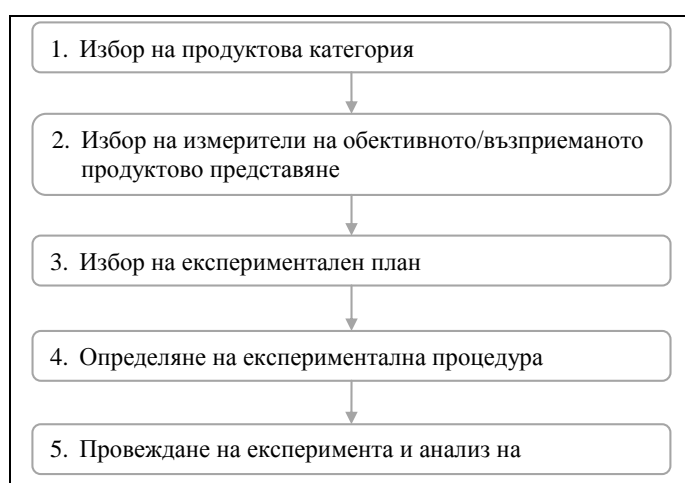 1. Избор на продуктова категория
2. Избор на измерители на обективното/възприеманото
продуктово представяне
3. Избор на експериментален план
4. Определяне на експериментална процедура
5. Провеждане на експеримента и анализ на